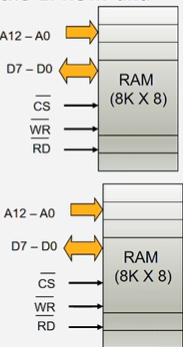 A12 – A0
D7 – D0
RAM
(8K X 8)
CS
WR
RD
A12 – A0
D7 – D0
RAM
(8K X 8)
CS
WR
RD